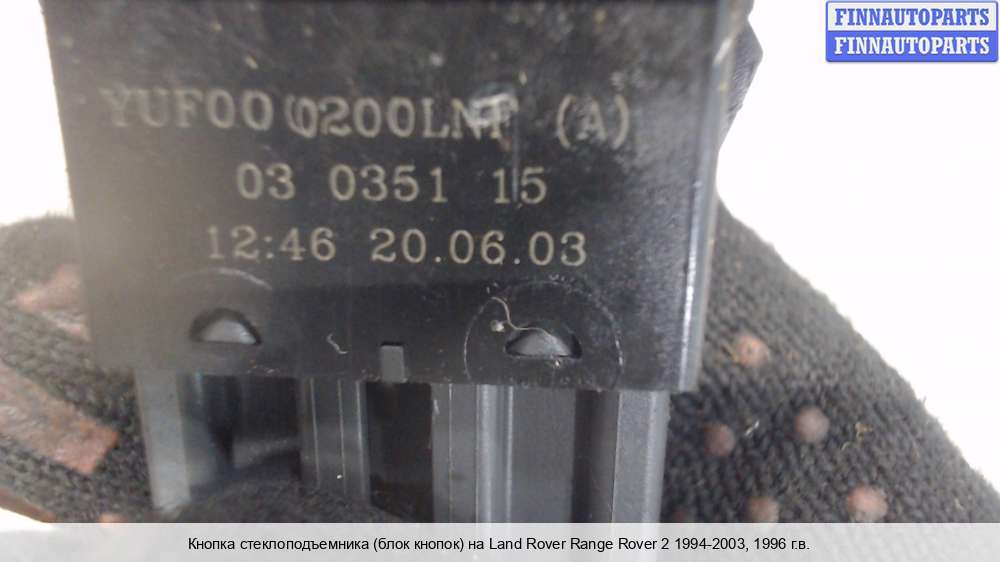 FINNAUTOPARTS
FINNAUTOPARTS
YUF000200LNF (A)
03 0351 15
12:46 20.06.03
Кнопка стеклоподъемника (блок кнопок) на Land Rover Range Rover 2 1994-2003, 1996 г.в.